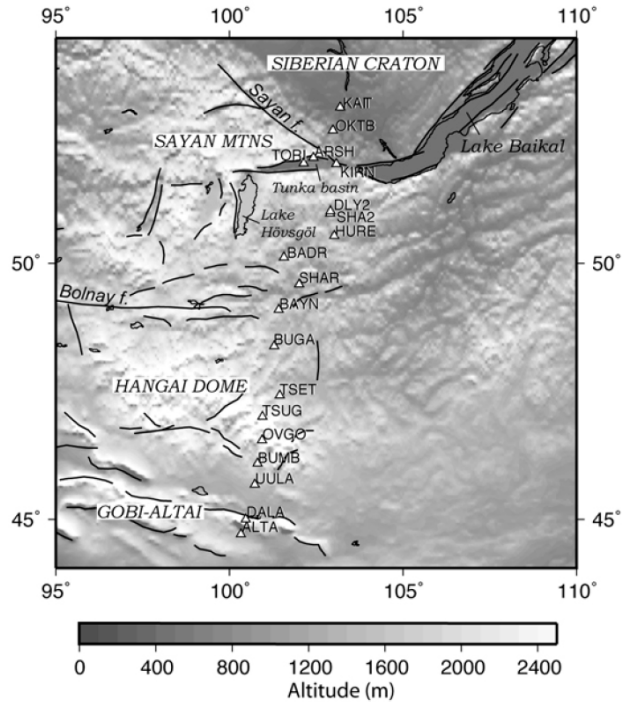 95° 100° 105° 110°
SIBERIAN CRATON
KAIT
Sayan f.
OKTB
SAYAN MTNS
Lake Baikal
TOBI ARSH
KIRN
Tunka basin
DLY2
Lake
Hövsgöl
SHA2
HURE
50° 50°
BADR
SHAR
Bolnay f.
BAYN
BUGA
HANGAI DOME
TSET
TSUG
OVGO
BUMB
UULA
GOBI-ALTAI
DALA
45° 45°
ALTA
95° 100° 105° 110°
0 400 800 1200 1600 2000 2400
Altitude (m)